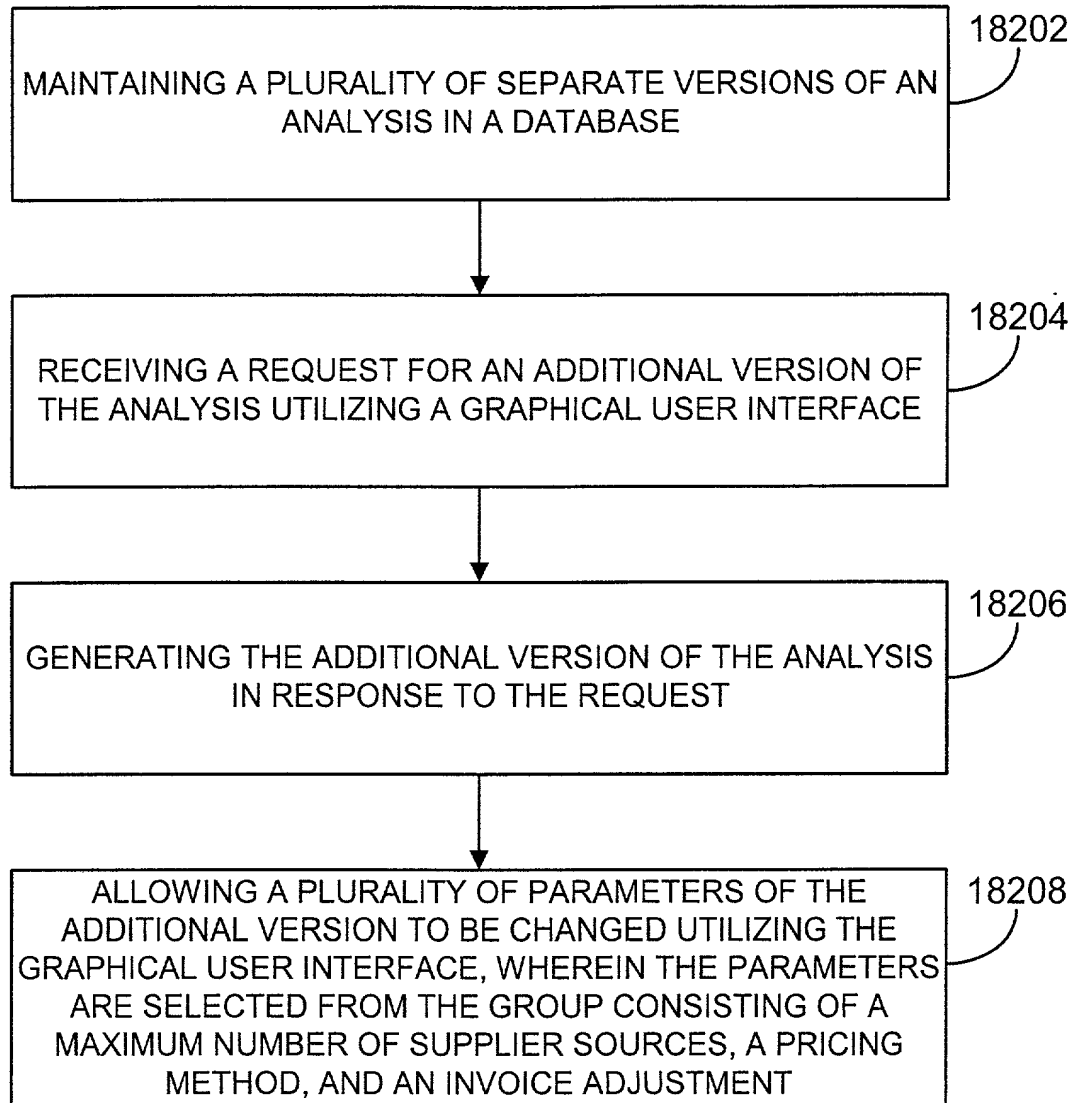 18202
MAINTAINING A PLURALITY OF SEPARATE VERSIONS OF AN
ANALYSIS IN A DATABASE
18204
RECEIVING A REQUEST FOR AN ADDITIONAL VERSION OF
THE ANALYSIS UTILIZING A GRAPHICAL USER INTERFACE
18206
GENERATING THE ADDITIONAL VERSION OF THE ANALYSIS
IN RESPONSE TO THE REQUEST
18208
ALLOWING A PLURALITY OF PARAMETERS OF THE
ADDITIONAL VERSION TO BE CHANGED UTILIZING THE
GRAPHICAL USER INTERFACE, WHEREIN THE PARAMETERS
ARE SELECTED FROM THE GROUP CONSISTING OF A
MAXIMUM NUMBER OF SUPPLIER SOURCES, A PRICING
METHOD, AND AN INVOICE ADJUSTMENT